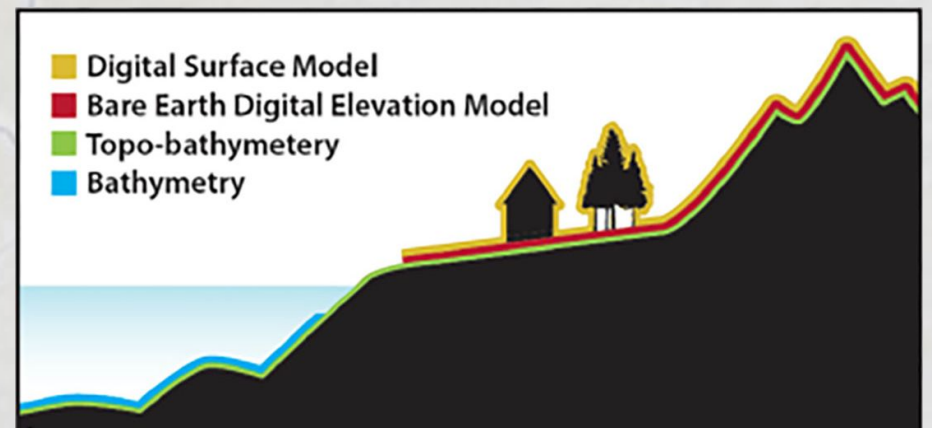 Digital Surface Model
Bare Earth Digital Elevation Model
Topo-bathymetery
Bathymetry